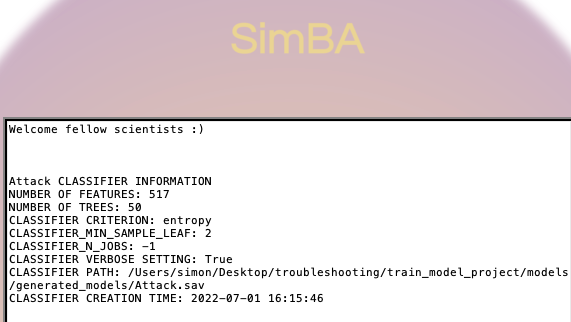 SimBA
Welcome fellow scientists :)
Attack CLASSIFIER INFORMATION
NUMBER OF FEATURES: 517
NUMBER OF TREES: 50
CLASSIFIER CRITERION: entropy
CLASSIFIER_MIN_SAMPLE_LEAF: 2
CLASSIFIER_N_JOBS: -1
CLASSIFIER VERBOSE SETTING: True
CLASSIFIER PATH: /Users/simon/Desktop/troubleshooting/train_model_project/models
/generated_models/Attack.sav
CLASSIFIER CREATION TIME: 2022-07-01 16:15:46